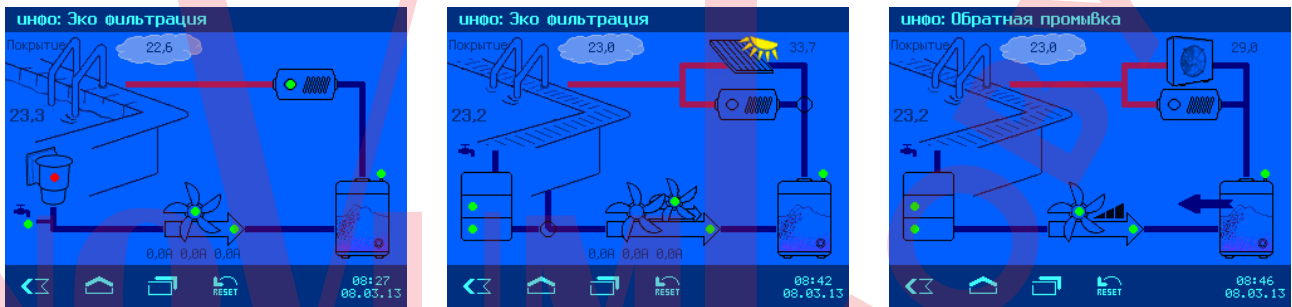 инфо: Эко фильтрация
Покрытие
22,6
23,3
0,0A 0,0A 0,0A
RESET
08:27
08.03.13
инфо: Эко фильтрация
Покрытие
23,0
33,7
23,2
0,0A 0,0A 0,0A
RESET
08:42
08.03.13
инфо: Обратная промывка
Покрытие
23,0
29,0
23,2
RESET
08:46
08.03.13